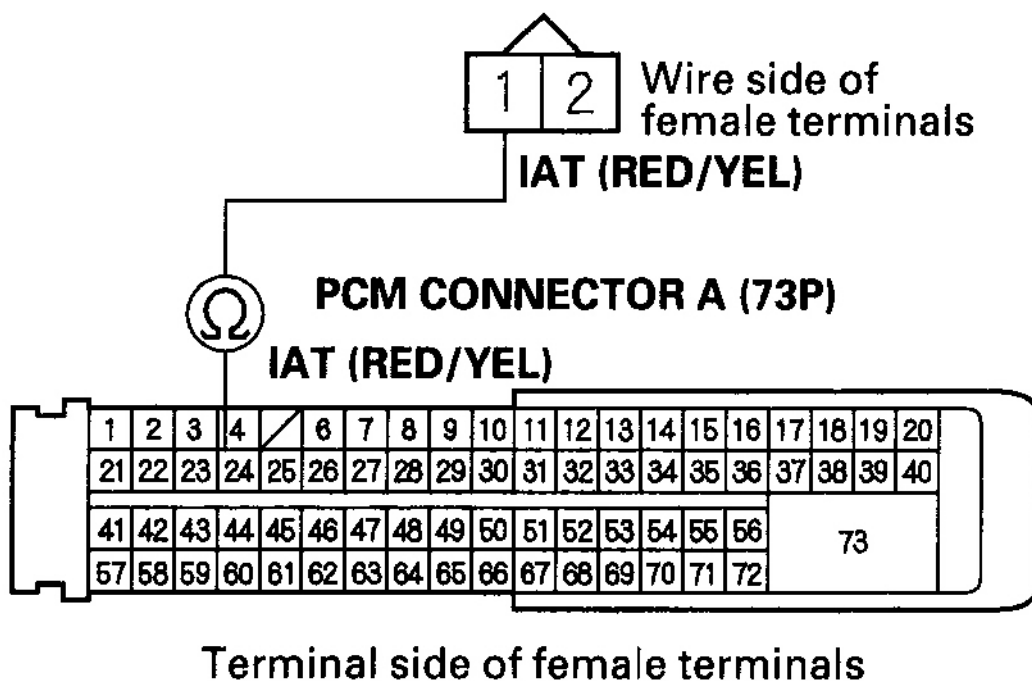 1 2
Wire side of
female terminals
IAT (RED/YEL)
Ω
PCM CONNECTOR A (73P)
IAT (RED/YEL)
1 2 3 4 6 7 8 9 10 11 12 13 14 15 16 17 18 19 20
21 22 23 24 25 26 27 28 29 30 31 32 33 34 35 36 37 38 39 40
41 42 43 44 45 46 47 48 49 50 51 52 53 54 55 56
73
57 58 59 60 61 62 63 64 65 66 67 68 69 70 71 72
Terminal side of female terminals